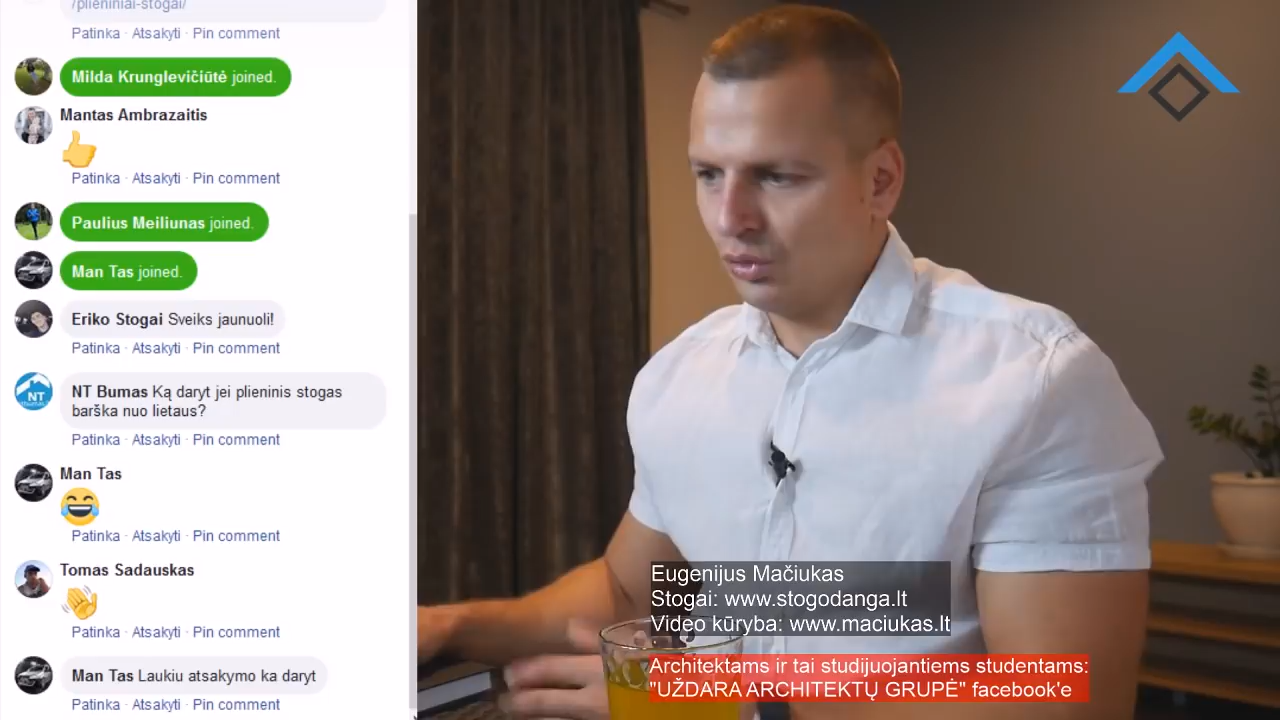 /plieniniai-stogai/
Patinka · Atsakyti · Pin comment
Milda Krunglevičiūtė joined.
Mantas Ambrazaitis
Patinka · Atsakyti · Pin comment
Paulius Meiliunas joined.
Man Tas joined.
Eriko Stogai Sveiks jaunuoli!
Patinka · Atsakyti · Pin comment
NT Bumas Ką daryt jei plieninis stogas
barška nuo lietaus?
Patinka · Atsakyti · Pin comment
Man Tas
Patinka · Atsakyti · Pin comment
Tomas Sadauskas
Patinka · Atsakyti · Pin comment
Man Tas Laukiu atsakymo ka daryt
Patinka · Atsakyti · Pin comment
NT
Eugenijus Mačiukas
Stogai: www.stogodanga.lt
Video kūryba: www.maciukas.lt
Architektams ir tai studijuojantiems studentams:
"UŽDARA ARCHITEKTŲ GRUPĖ" facebook'e